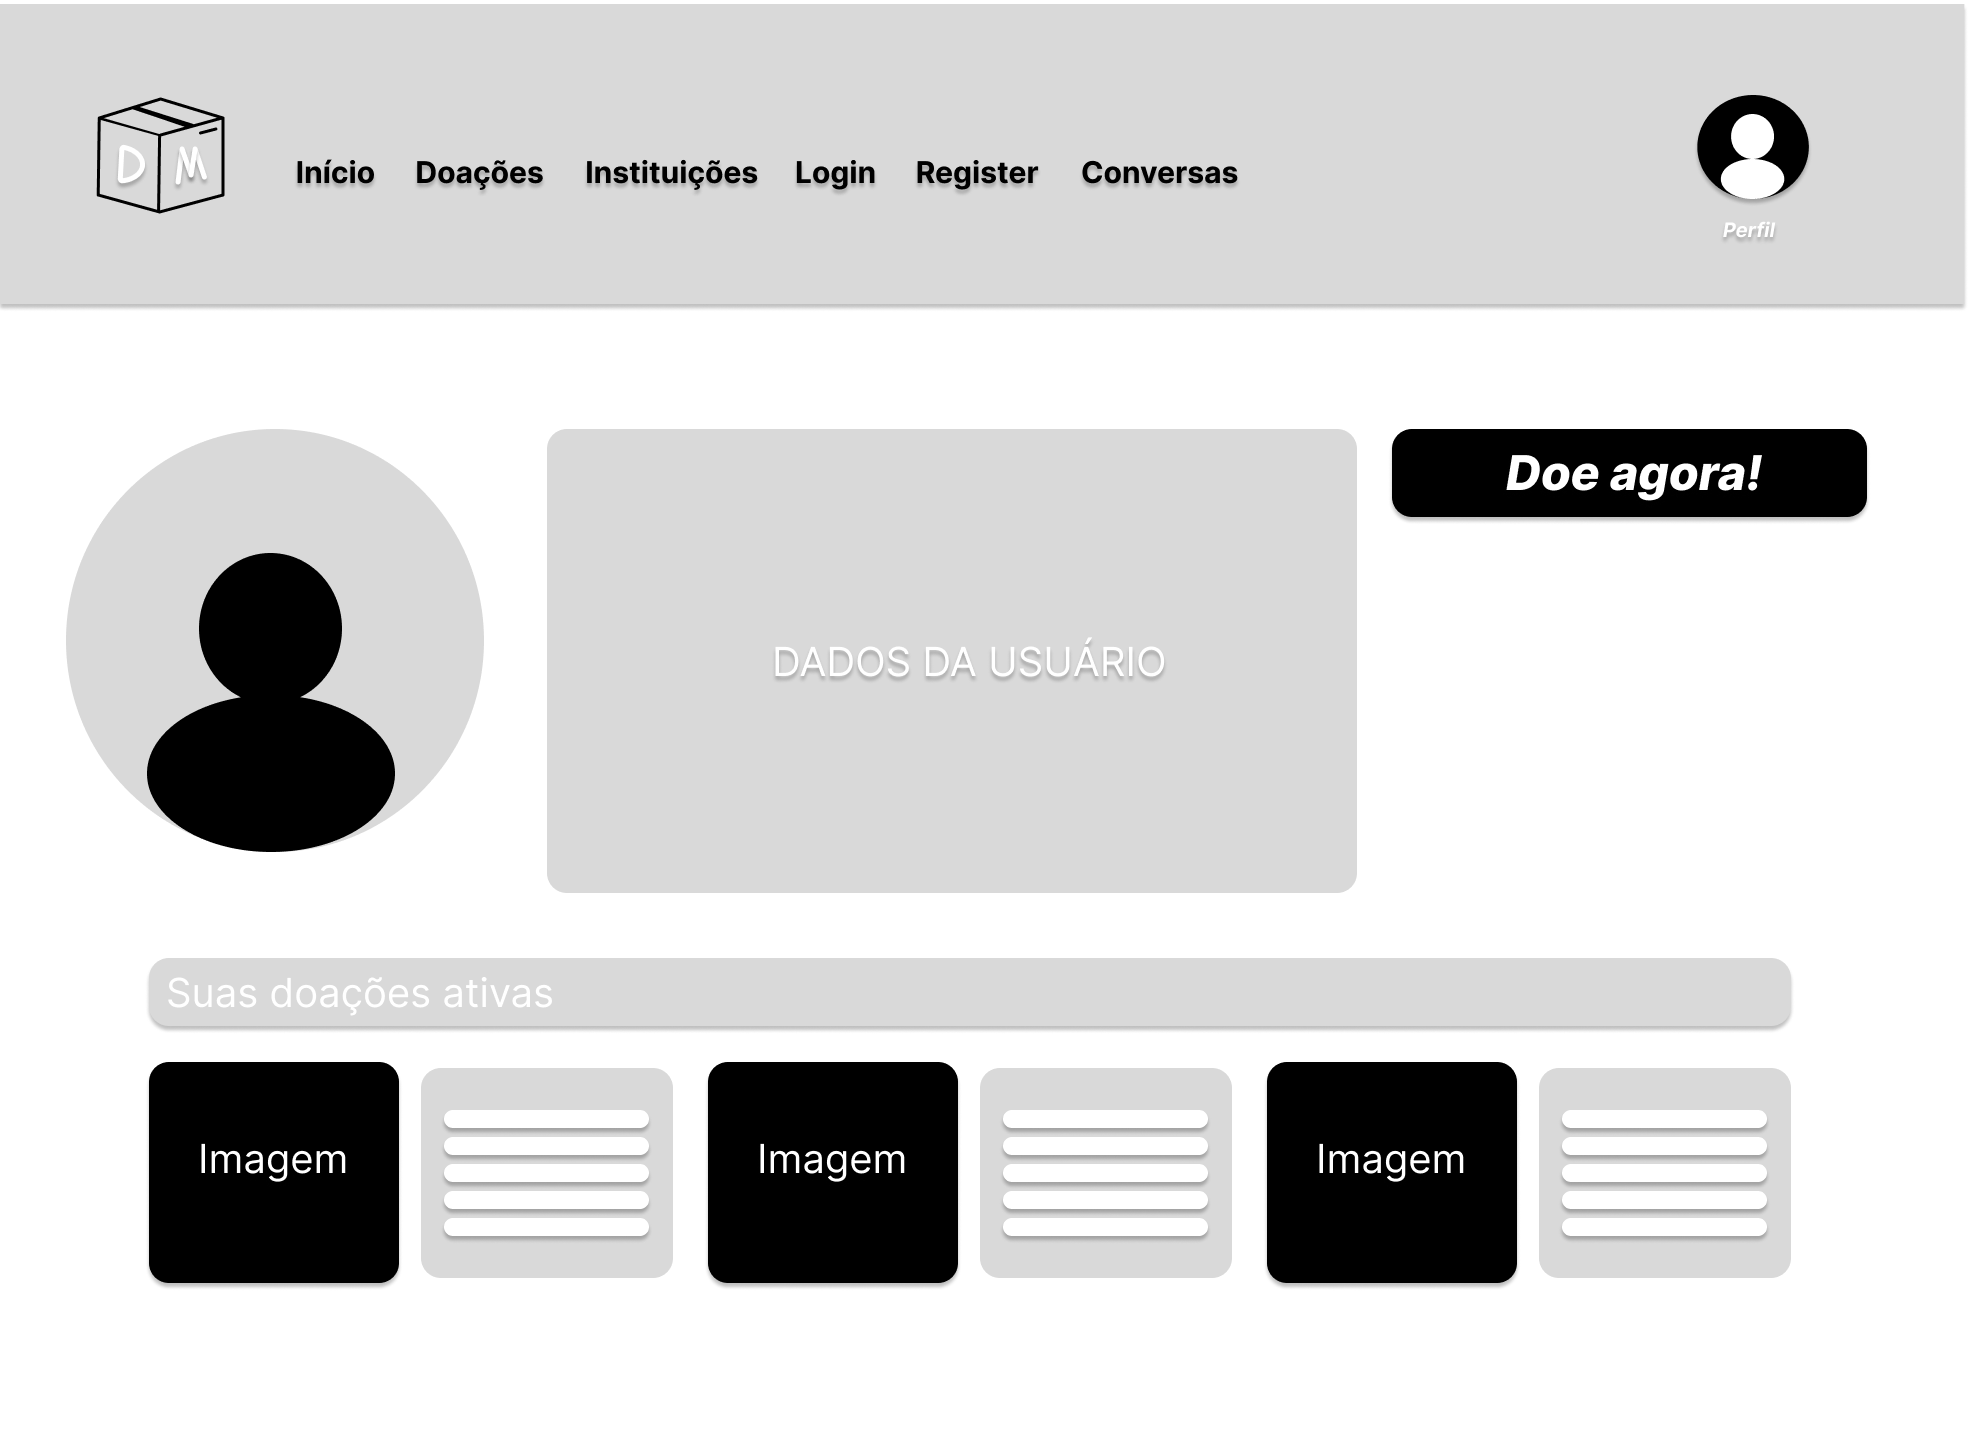 D M
Início Doações Instituições Login Register Conversas
Perfil
Doe agora!
DADOS DA USUÁRIO
Suas doações ativas
Imagem Imagem Imagem